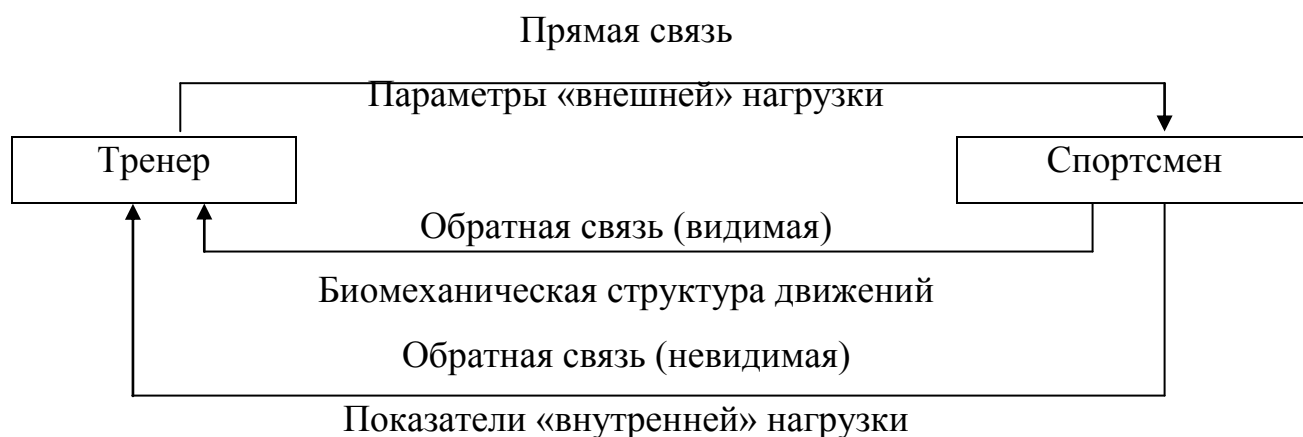 Прямая связь
Параметры «внешней» нагрузки
Тренер
Спортсмен
Обратная связь (видимая)
Биомеханическая структура движений
Обратная связь (невидимая)
Показатели «внутренней» нагрузки